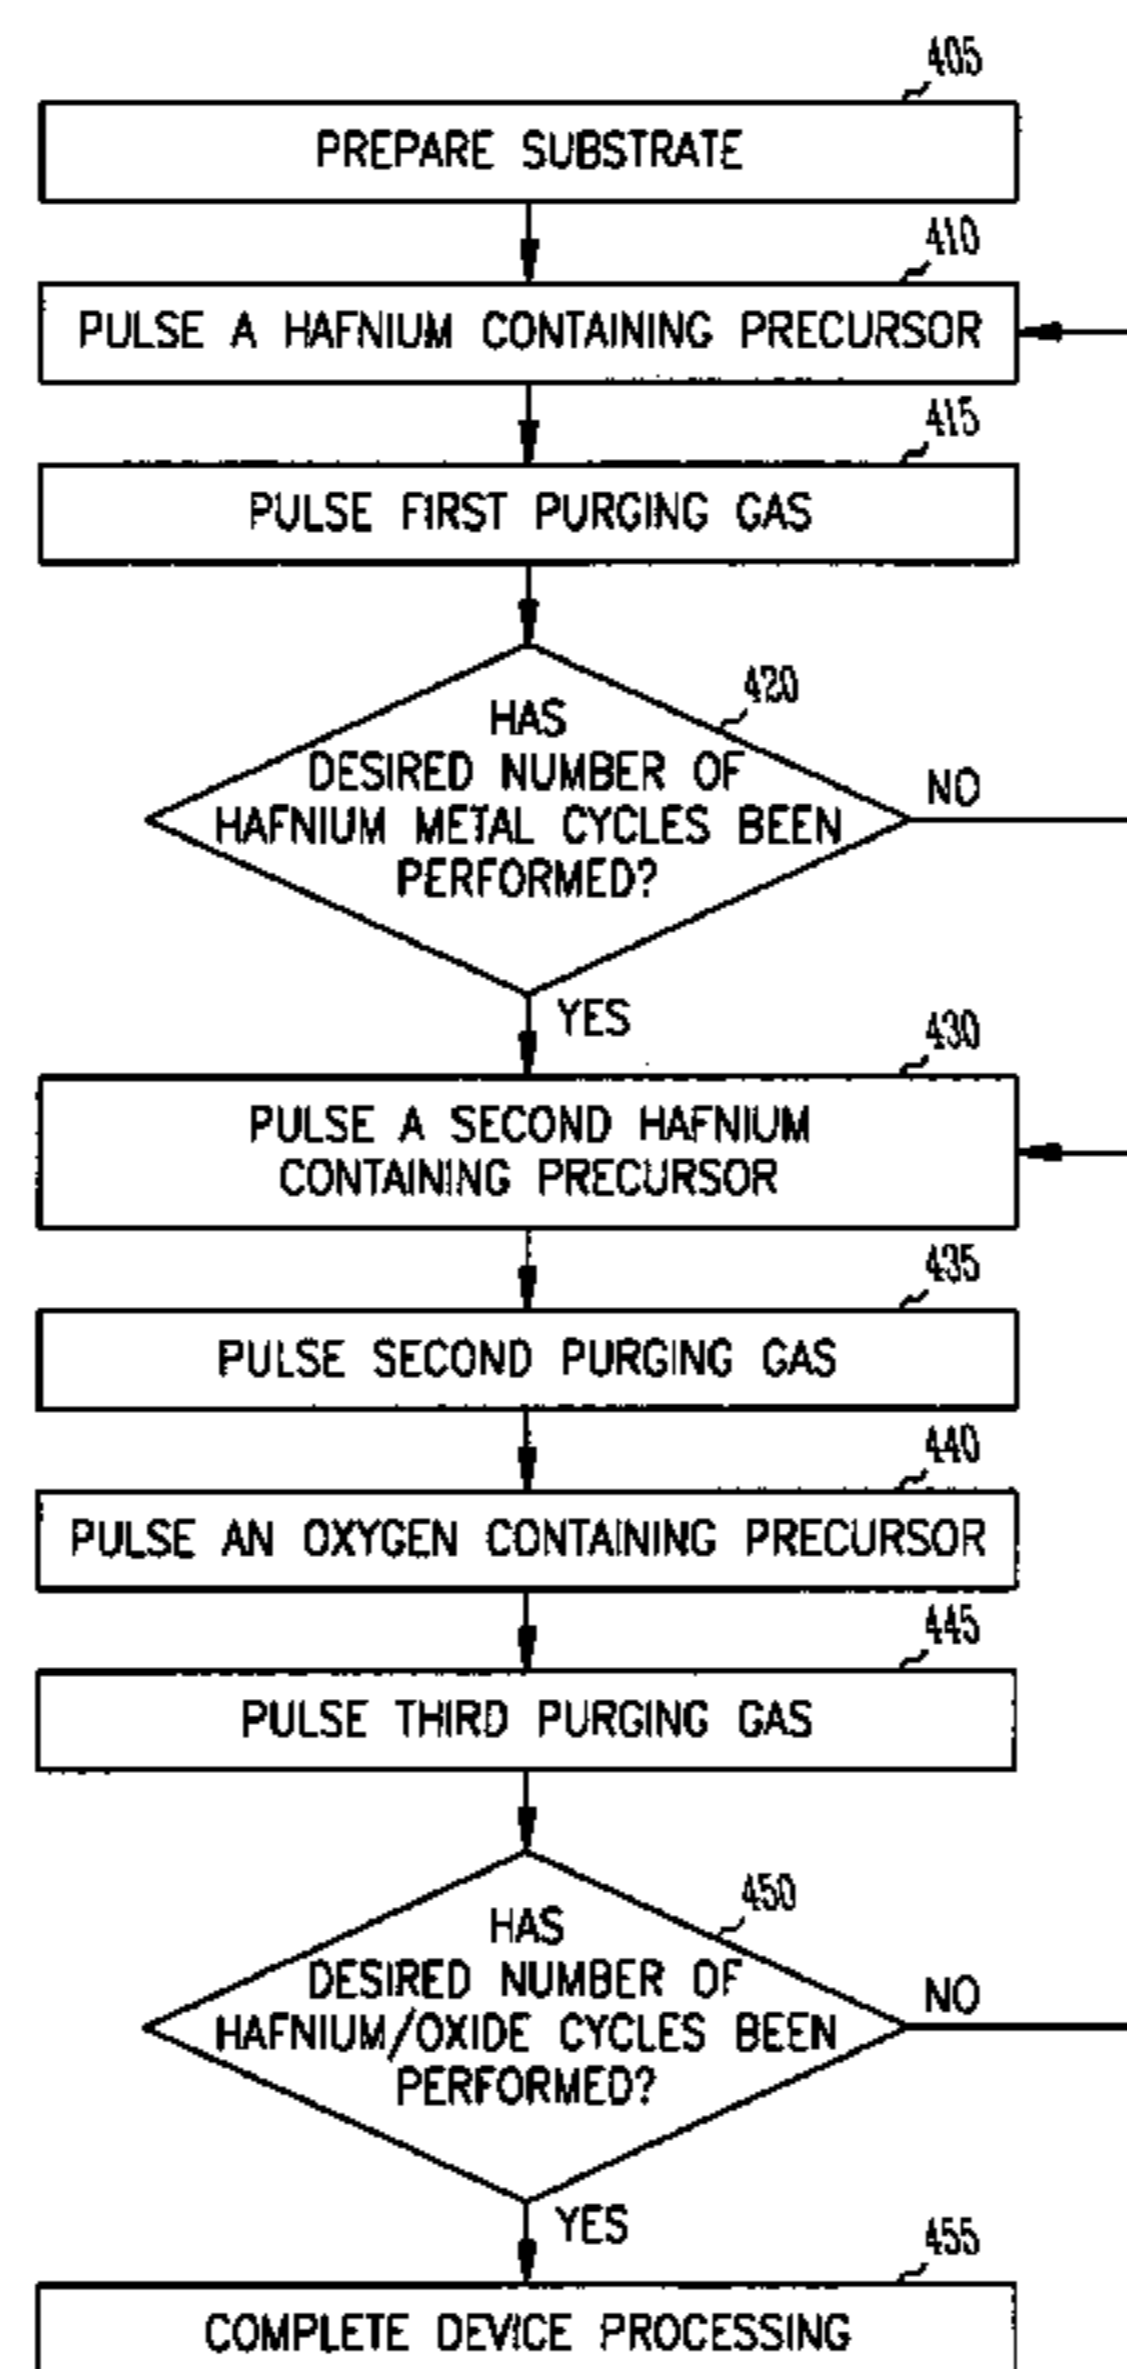 405
PREPARE SUBSTRATE
410
PULSE A HAFNIUM CONTAINING PRECURSOR
415
PULSE FIRST PURGING GAS
420
HAS
DESIRED NUMBER OF
HAFNIUM METAL CYCLES BEEN
PERFORMED?
NO
YES
430
PULSE A SECOND HAFNIUM
CONTAINING PRECURSOR
435
PULSE SECOND PURGING GAS
440
PULSE AN OXYGEN CONTAINING PRECURSOR
445
PULSE THIRD PURGING GAS
450
HAS
DESIRED NUMBER OF
HAFNIUM/OXIDE CYCLES BEEN
PERFORMED?
NO
YES
455
COMPLETE DEVICE PROCESSING